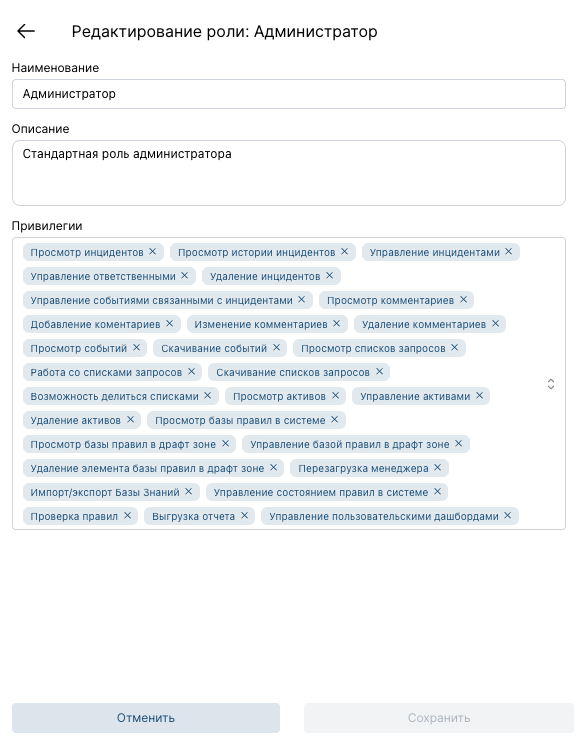 Редактирование роли: Администратор
Наименование
Администратор
Описание
Стандартная роль администратора
Привилегии
Просмотр инцидентов Просмотр истории инцидентов Управление инцидентами
Управление ответственными Удаление инцидентов
Управление событиями связанными с инцидентами Просмотр комментариев
Добавление коментариев Изменение комментариев Удаление комментариев
Просмотр событий Скачивание событий Просмотр списков запросов
Работа со списками запросов Скачивание списков запросов
Возможность делиться списками Просмотр активов Управление активами
Удаление активов Просмотр базы правил в системе
Просмотр базы правил в драфт зоне Управление базой правил в драфт зоне
Удаление элемента базы правил в драфт зоне Перезагрузка менеджера
Импорт/экспорт Базы Знаний Управление состоянием правил в системе
Проверка правил Выгрузка отчета Управление пользовательскими дашбордами
Отменить Сохранить